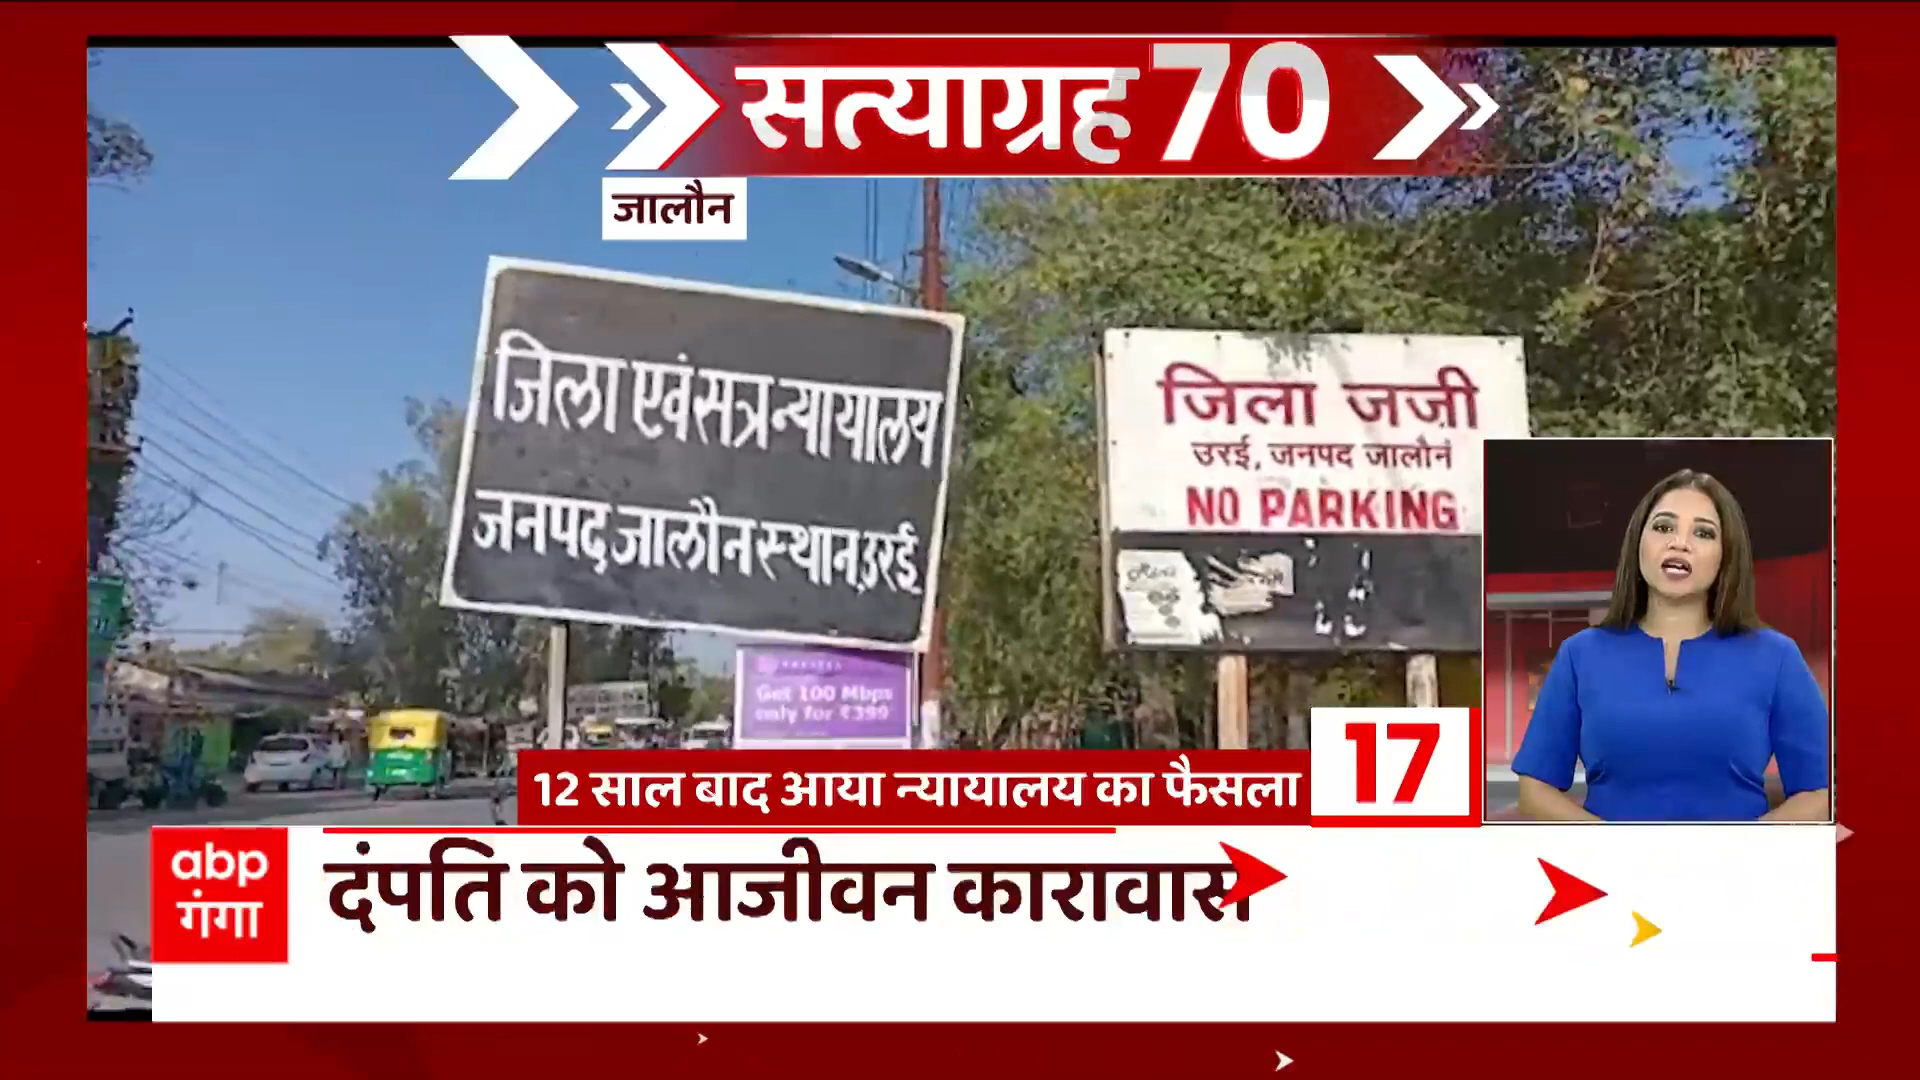 सत्याग्रह 70
जालौन
जिला एवं सत्र न्यायालय
जनपद जालौन स्थान, उरई
जिला जजी
उरई, जनपद जालौन
NO PARKING
Get 100 Mbps
only for ₹399
12 साल बाद आया न्यायालय का फैसला
17
abp
गंगा
दंपति को आजीवन कारावास